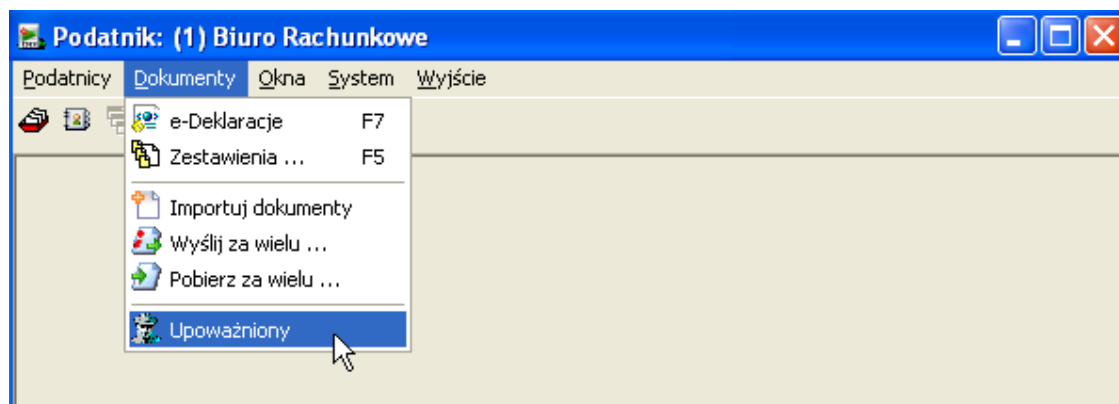 Podatnik: (1) Biuro Rachunkowe
Podatnicy Dokumenty Okna System Wyjście
e-Deklaracje F7
Zestawienia ... F5
Importuj dokumenty
Wyślij za wielu ...
Pobierz za wielu ...
Upoważniony